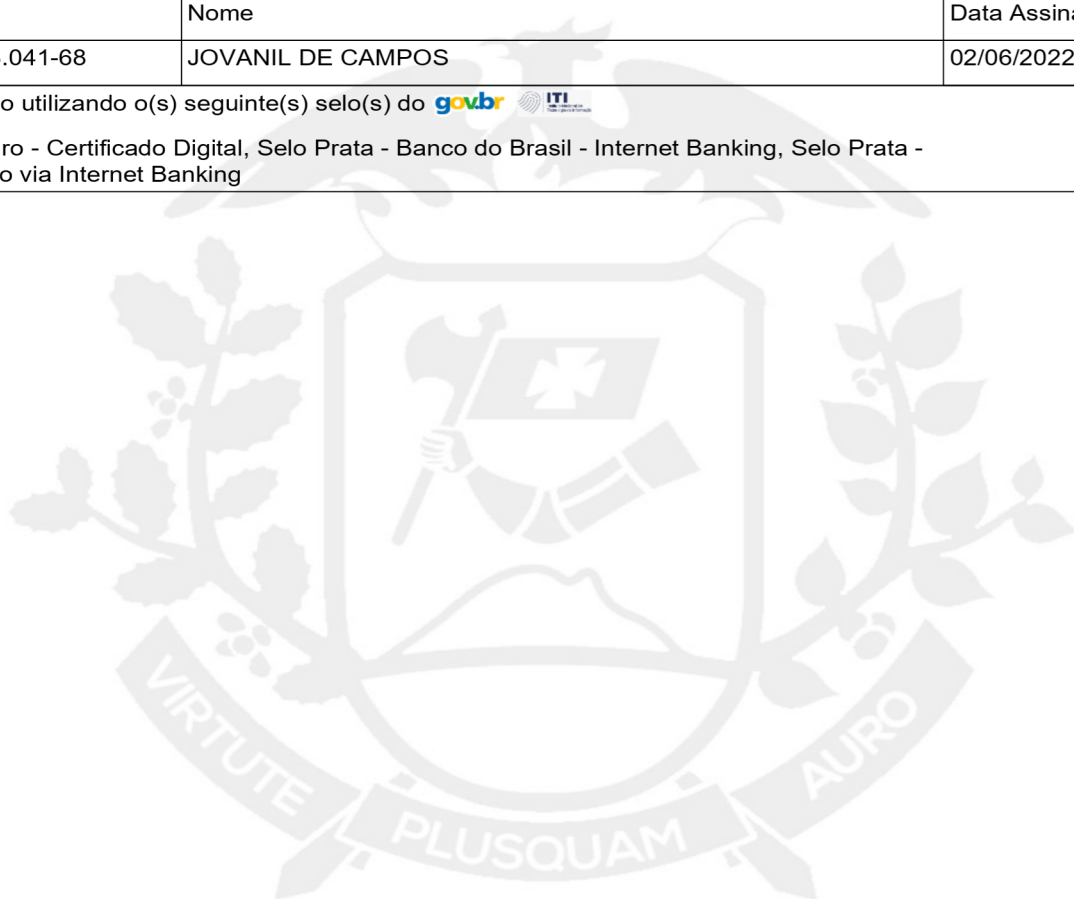 Nome Data Assina
.041-68 JOVANIL DE CAMPOS 02/06/2022
o utilizando o(s) seguinte(s) selo(s) do gov.br ITI
ro - Certificado Digital, Selo Prata - Banco do Brasil - Internet Banking, Selo Prata -
o via Internet Banking
VIRTUTE PLUSQUAM AURO